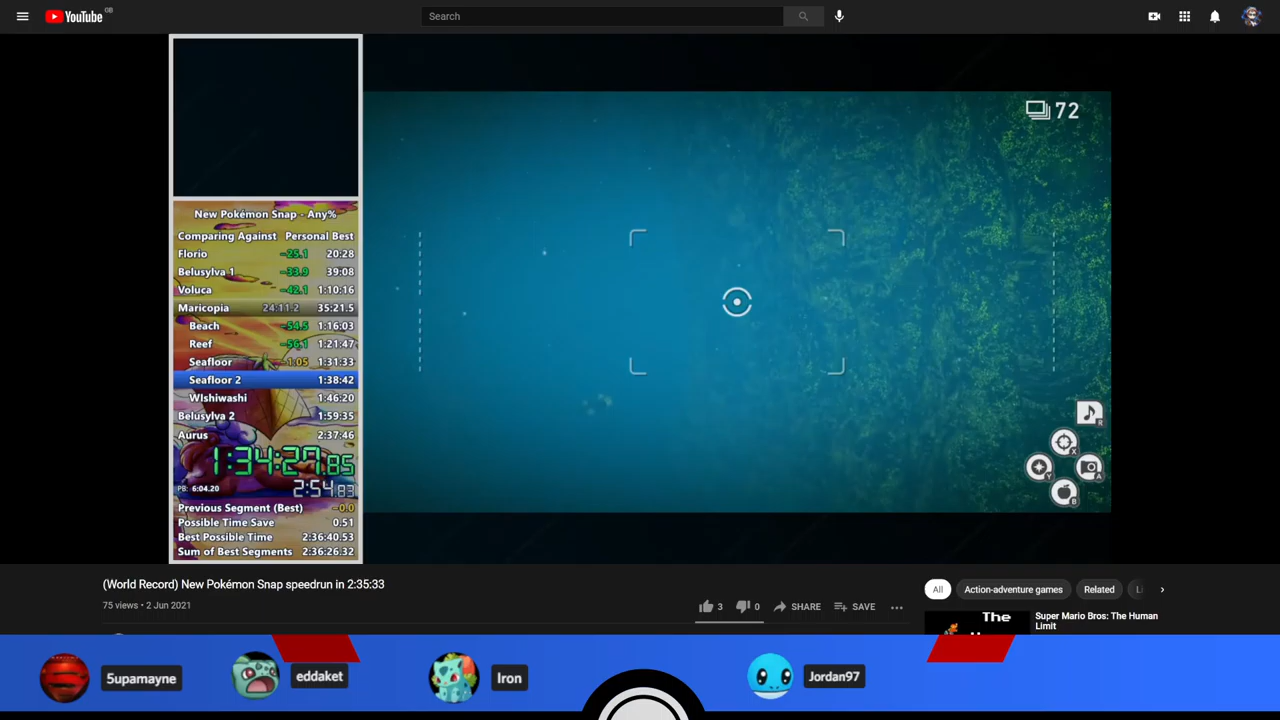 YouTube GB
Search
72
New Pokémon Snap - Any%
Comparing Against Personal Best
Florio -25.1 20:28
Belusylva 1 -33.9 39:08
Voluca -42.1 1:10:16
Maricopia 24:11.2 35:21.5
Beach -54.5 1:16:03
Reef -56.1 1:21:47
Seafloor -1:05 1:31:33
Seafloor 2 1:38:42
WIshiwashi 1:46:20
Belusylva 2 1:59:35
Aurus 2:37:46
1:34:27.85
PB: 6:04.20 2:54.83
Previous Segment (Best) -0.0
Possible Time Save 0.51
Best Possible Time 2:36:40.53
Sum of Best Segments 2:36:26.32
R
X
Y
A
B
(World Record) New Pokémon Snap speedrun in 2:35:33
75 views • 2 Jun 2021
3 0 SHARE SAVE
All Action-adventure games Related
The
Super Mario Bros: The Human
Limit
5upamayne
eddaket
Iron
Jordan97